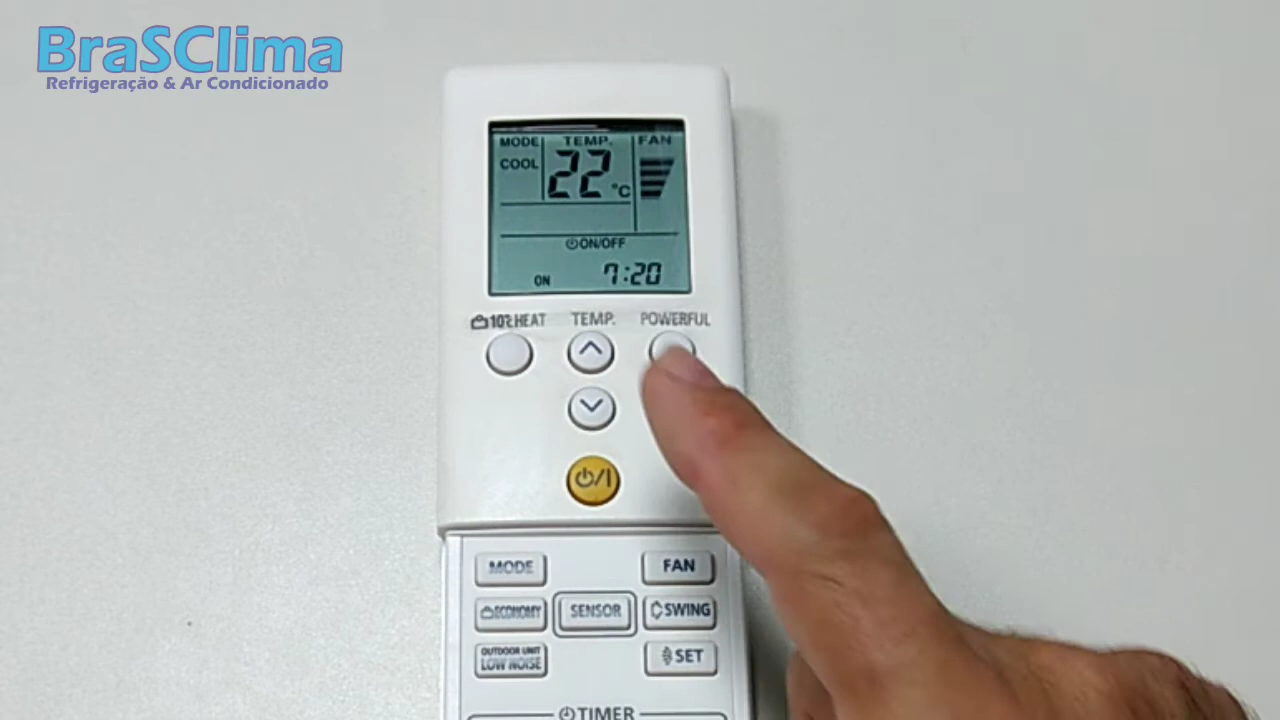 BraSClima
Refrigeração & Ar Condicionado
MODE TEMP. FAN
COOL 22 °C
ON/OFF
ON 7:20
10°C HEAT TEMP. POWERFUL
MODE FAN
ECONOMY SENSOR SWING
OUTDOOR UNIT
LOW NOISE SET
TIMER